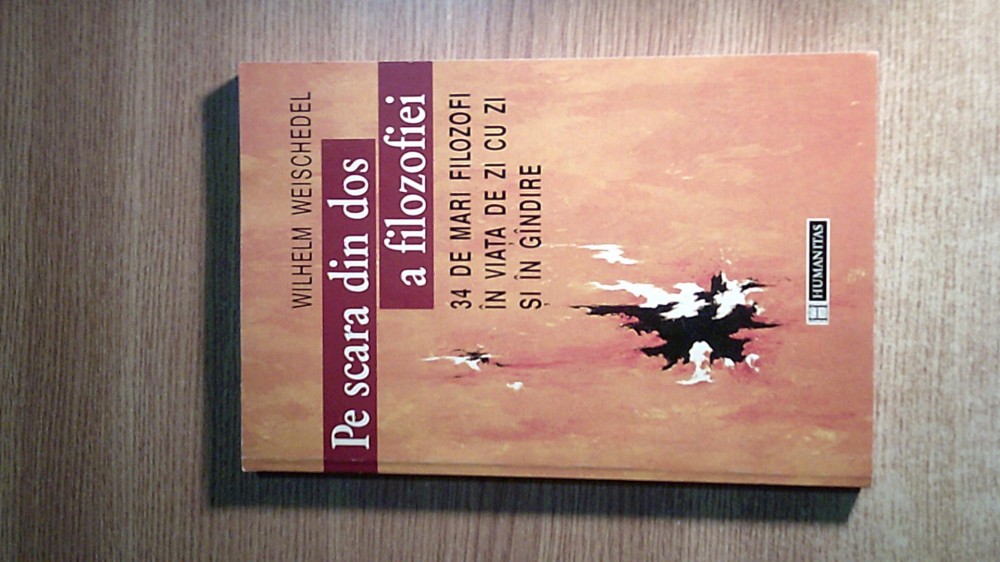 WILHELM WEISCHEDEL
Pe scara din dos
a filozofiei
34 DE MARI FILOZOFI
ÎN VIAȚA DE ZI CU ZI
ȘI ÎN GÎNDIRE
HUMANITAS